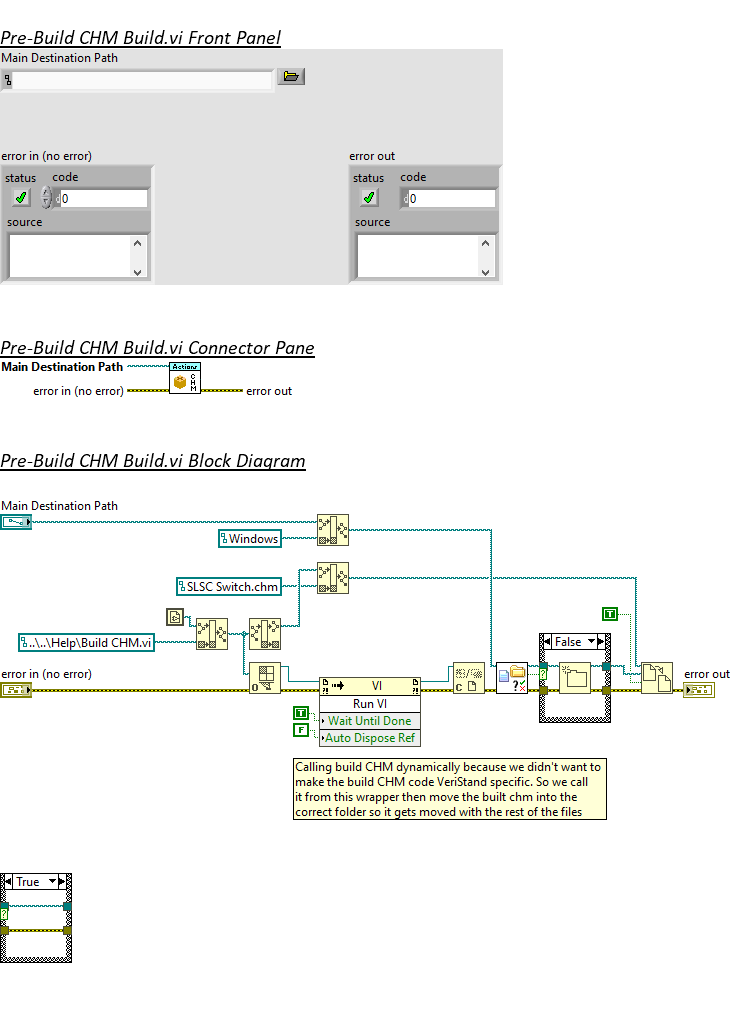 Pre-Build CHM Build.vi Front Panel
Main Destination Path
error in (no error)
error out
status
code
status
code
0
0
source
source
Pre-Build CHM Build.vi Connector Pane
Main Destination Path
Actions
CHM
error in (no error)
error out
Pre-Build CHM Build.vi Block Diagram
Main Destination Path
Windows
SLSC Switch.chm
T
..\..\Help\Build CHM.vi
False
error in (no error)
VI
error out
Run VI
T
Wait Until Done
F
Auto Dispose Ref
Calling build CHM dynamically because we didn't want to
make the build CHM code VeriStand specific. So we call
it from this wrapper then move the built chm into the
correct folder so it gets moved with the rest of the files
True